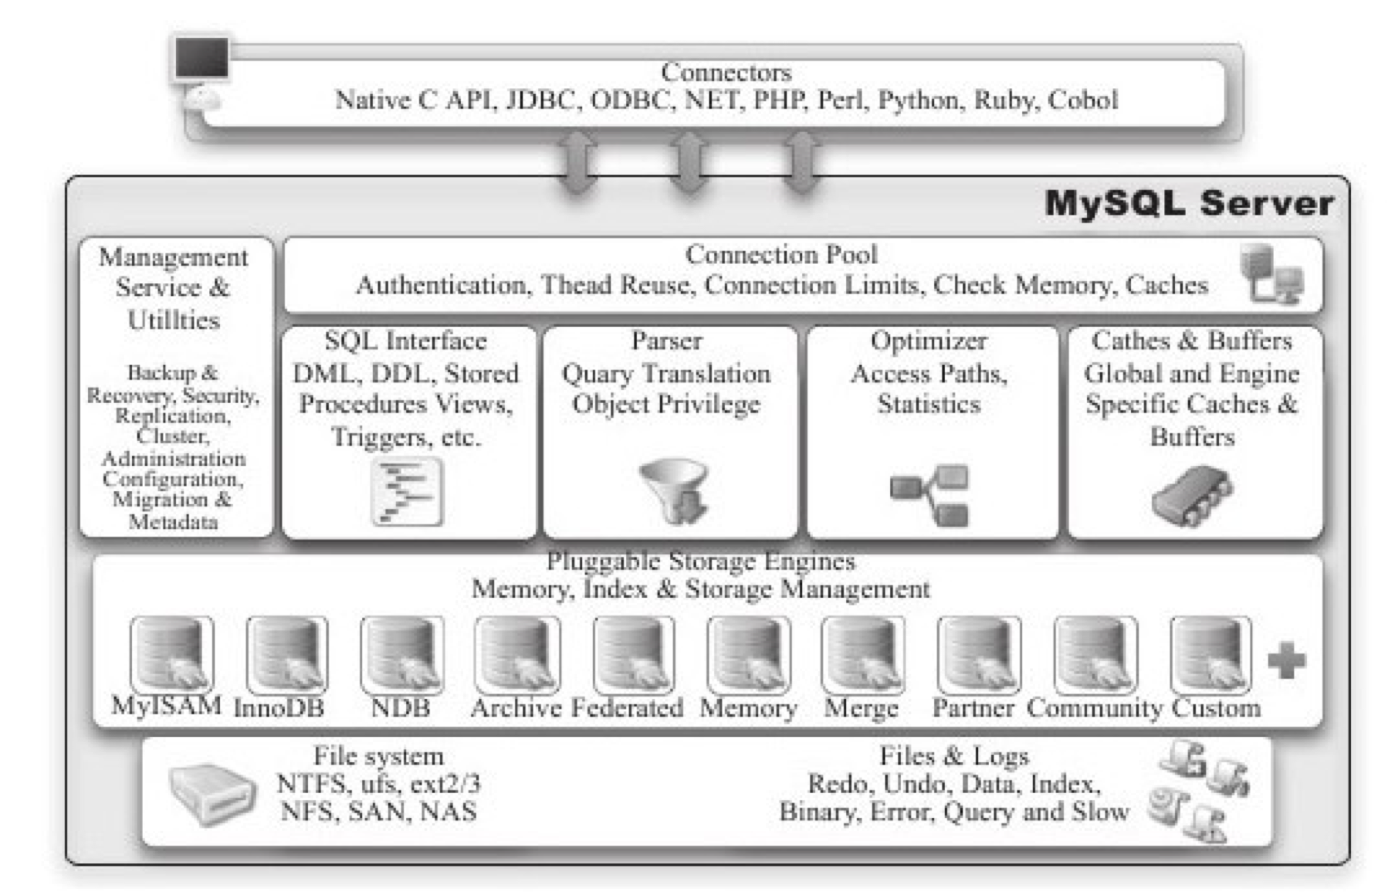 Connectors
Native C API, JDBC, ODBC, NET, PHP, Perl, Python, Ruby, Cobol
MySQL Server
Management
Service &
Utillties
Backup &
Recovery, Security,
Replication,
Cluster,
Administration
Configuration,
Migration &
Metadata
Connection Pool
Authentication, Thead Reuse, Connection Limits, Check Memory, Caches
SQL Interface
DML, DDL, Stored
Procedures Views,
Triggers, etc.
Parser
Quary Translation
Object Privilege
Optimizer
Access Paths,
Statistics
Cathes & Buffers
Global and Engine
Specific Caches &
Buffers
Pluggable Storage Engines
Memory, Index & Storage Management
MyISAM InnoDB NDB Archive Federated Memory Merge Partner Community Custom
File system
NTFS, ufs, ext2/3
NFS, SAN, NAS
Files & Logs
Redo, Undo, Data, Index,
Binary, Error, Query and Slow